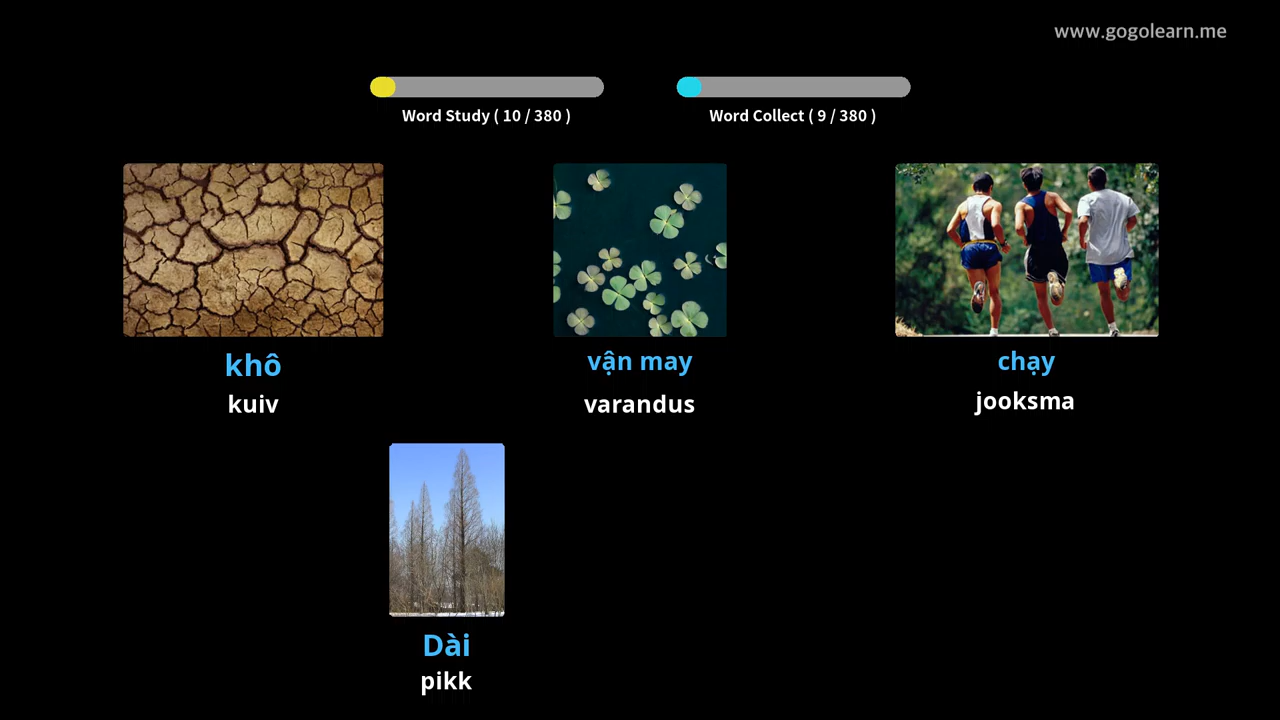 www.gogolearn.me
Word Study ( 10 / 380 )
Word Collect ( 9 / 380 )
khô
kuiv
vận may
varandus
chạy
jooksma
Dài
pikk